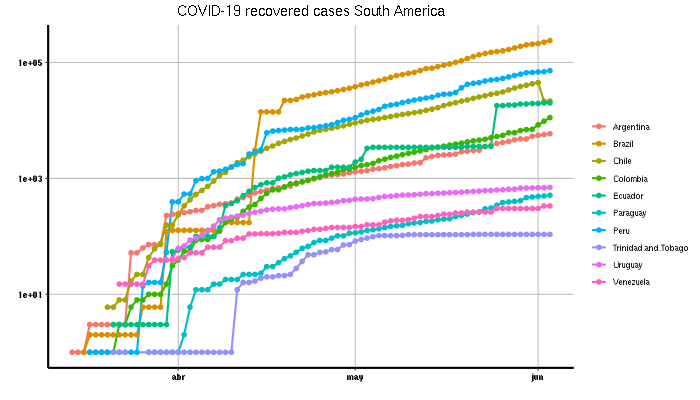 COVID-19 recovered cases South America
1e+05
1e+03
1e+01
abr
may
jun
Argentina
Brazil
Chile
Colombia
Ecuador
Paraguay
Peru
Trinidad.and.Tobago
Uruguay
Venezuela